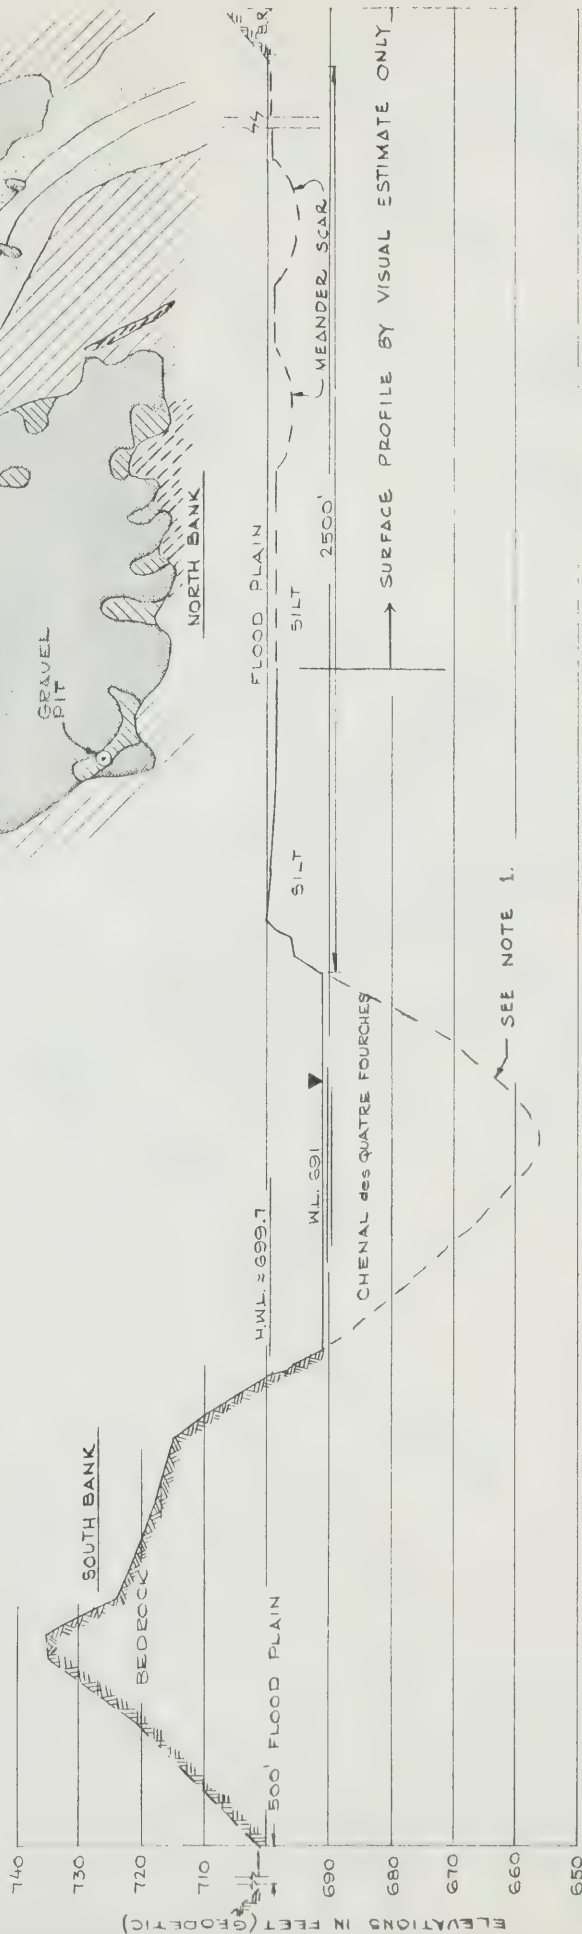 GRAVEL
PIT
NORTH BANK
SOUTH BANK
BEDROCK
500' FLOOD PLAIN
H.W.L. ≈ 699.7
W.L. 691
CHENAL des QUATRE FOURCHES
SEE NOTE 1.
SILT
FLOOD PLAIN
SILT
2500'
MEANDER SCAR
B.R.
SURFACE PROFILE BY VISUAL ESTIMATE ONLY
ELEVATIONS IN FEET (GEODETIC)
740
730
720
710
690
680
670
660
650